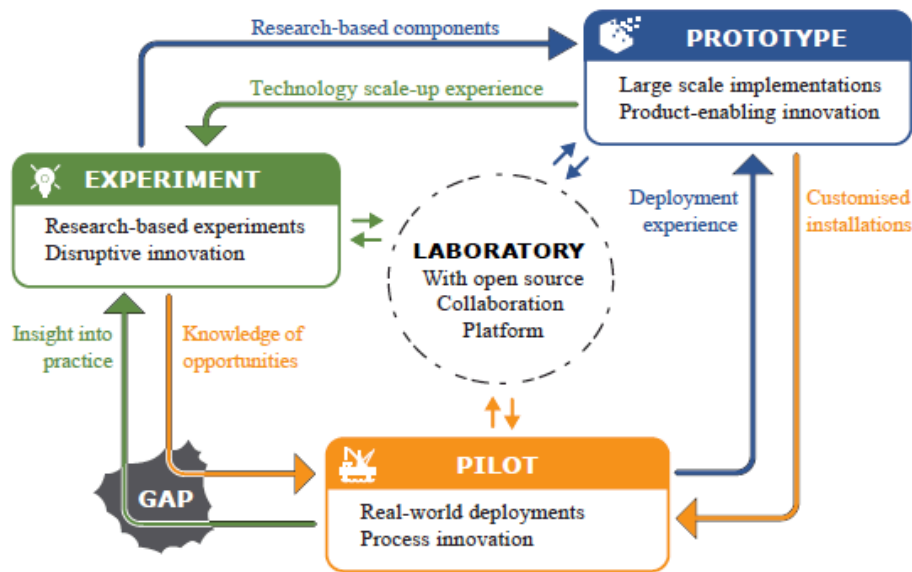 Research-based components
Technology scale-up experience
PROTOTYPE
Large scale implementations
Product-enabling innovation
EXPERIMENT
Research-based experiments
Disruptive innovation
LABORATORY
With open source
Collaboration
Platform
Deployment
experience
Customised
installations
Insight into
practice
Knowledge of
opportunities
GAP
PILOT
Real-world deployments
Process innovation